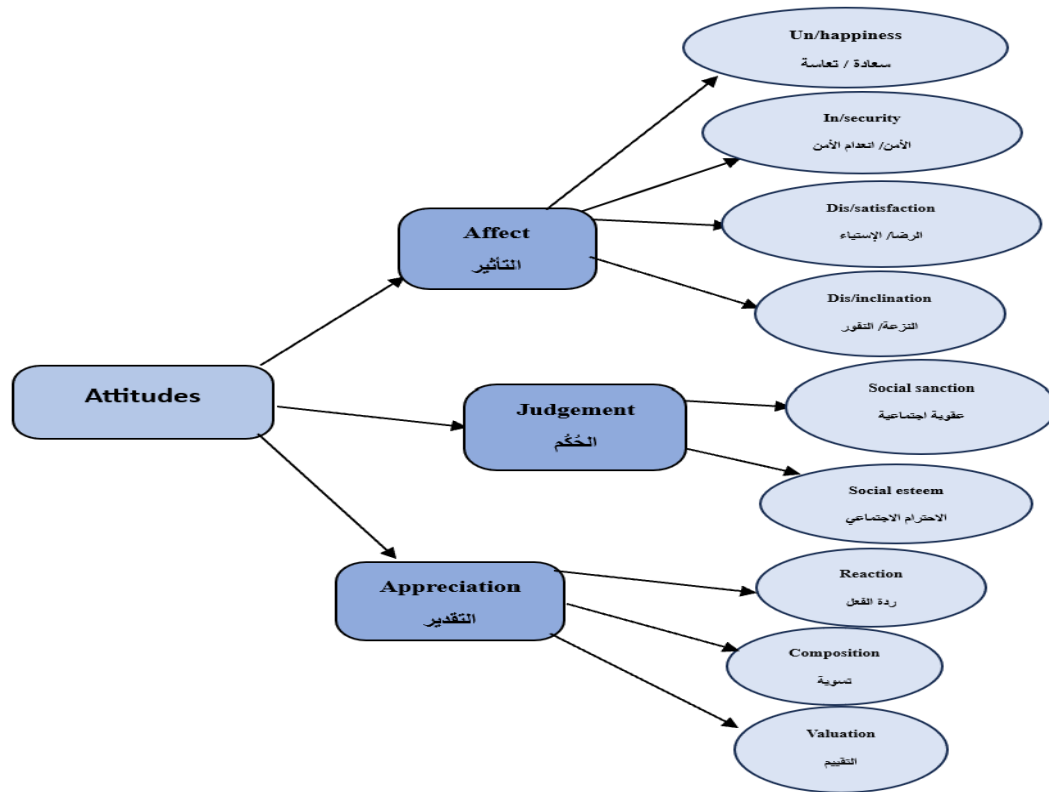 Attitudes
Affect
التأثير
Un/happiness
سعادة / تعاسة
In/security
الأمن/ انعدام الأمن
Dis/satisfaction
الرضا/ الإستياء
Dis/inclination
النزعة/ النفور
Judgement
الحُكُم
Social sanction
عقوبة اجتماعية
Social esteem
الاحترام الاجتماعي
Appreciation
التقدير
Reaction
ردة الفعل
Composition
تسوية
Valuation
التقييم